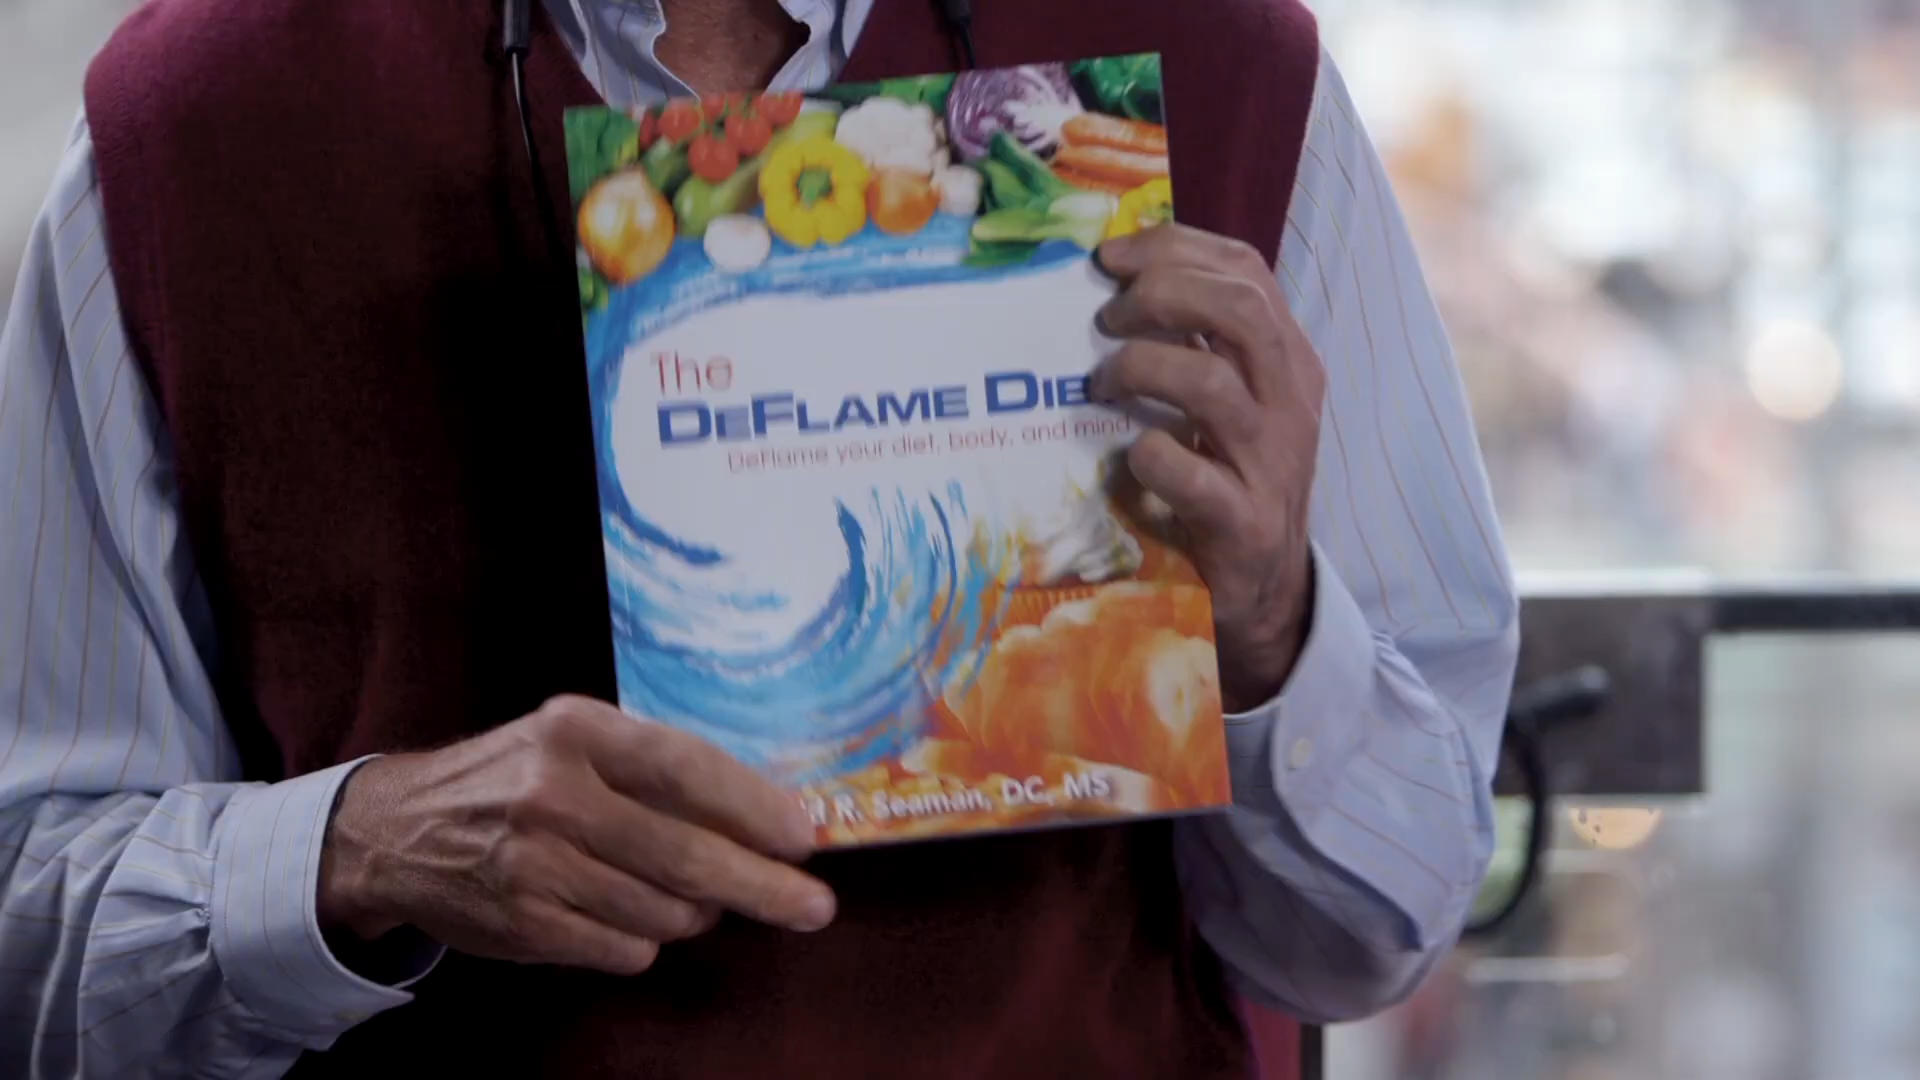 The
DEFLAME DIE
DeFlame your diet, body, and mind
R. Seaman, DC, MS